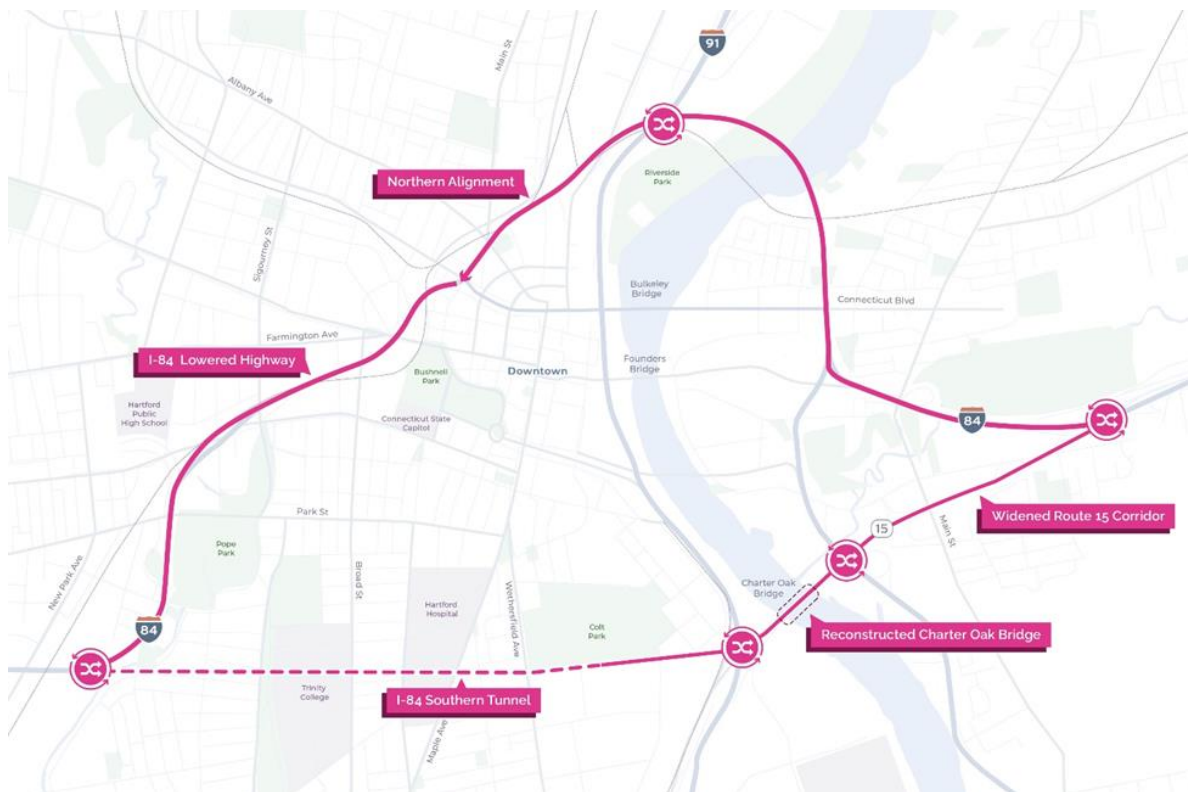 91
Main St
Albany Ave
Northern Alignment
Riverside
Park
Sigourney St
Bulkeley
Bridge
Connecticut Blvd
Farmington Ave
I-84 Lowered Highway
Founders
Bridge
Bushnell
Park
Downtown
Hartford
Public
High School
Connecticut State
Capitol
84
Widened Route 15 Corridor
Park St
15
Main St
Pope
Park
New Park Ave
Broad St
Wethersfield Ave
Charter Oak
Bridge
Hartford
Hospital
Colt
Park
84
Reconstructed Charter Oak Bridge
Trinity
College
I-84 Southern Tunnel
Maple Ave